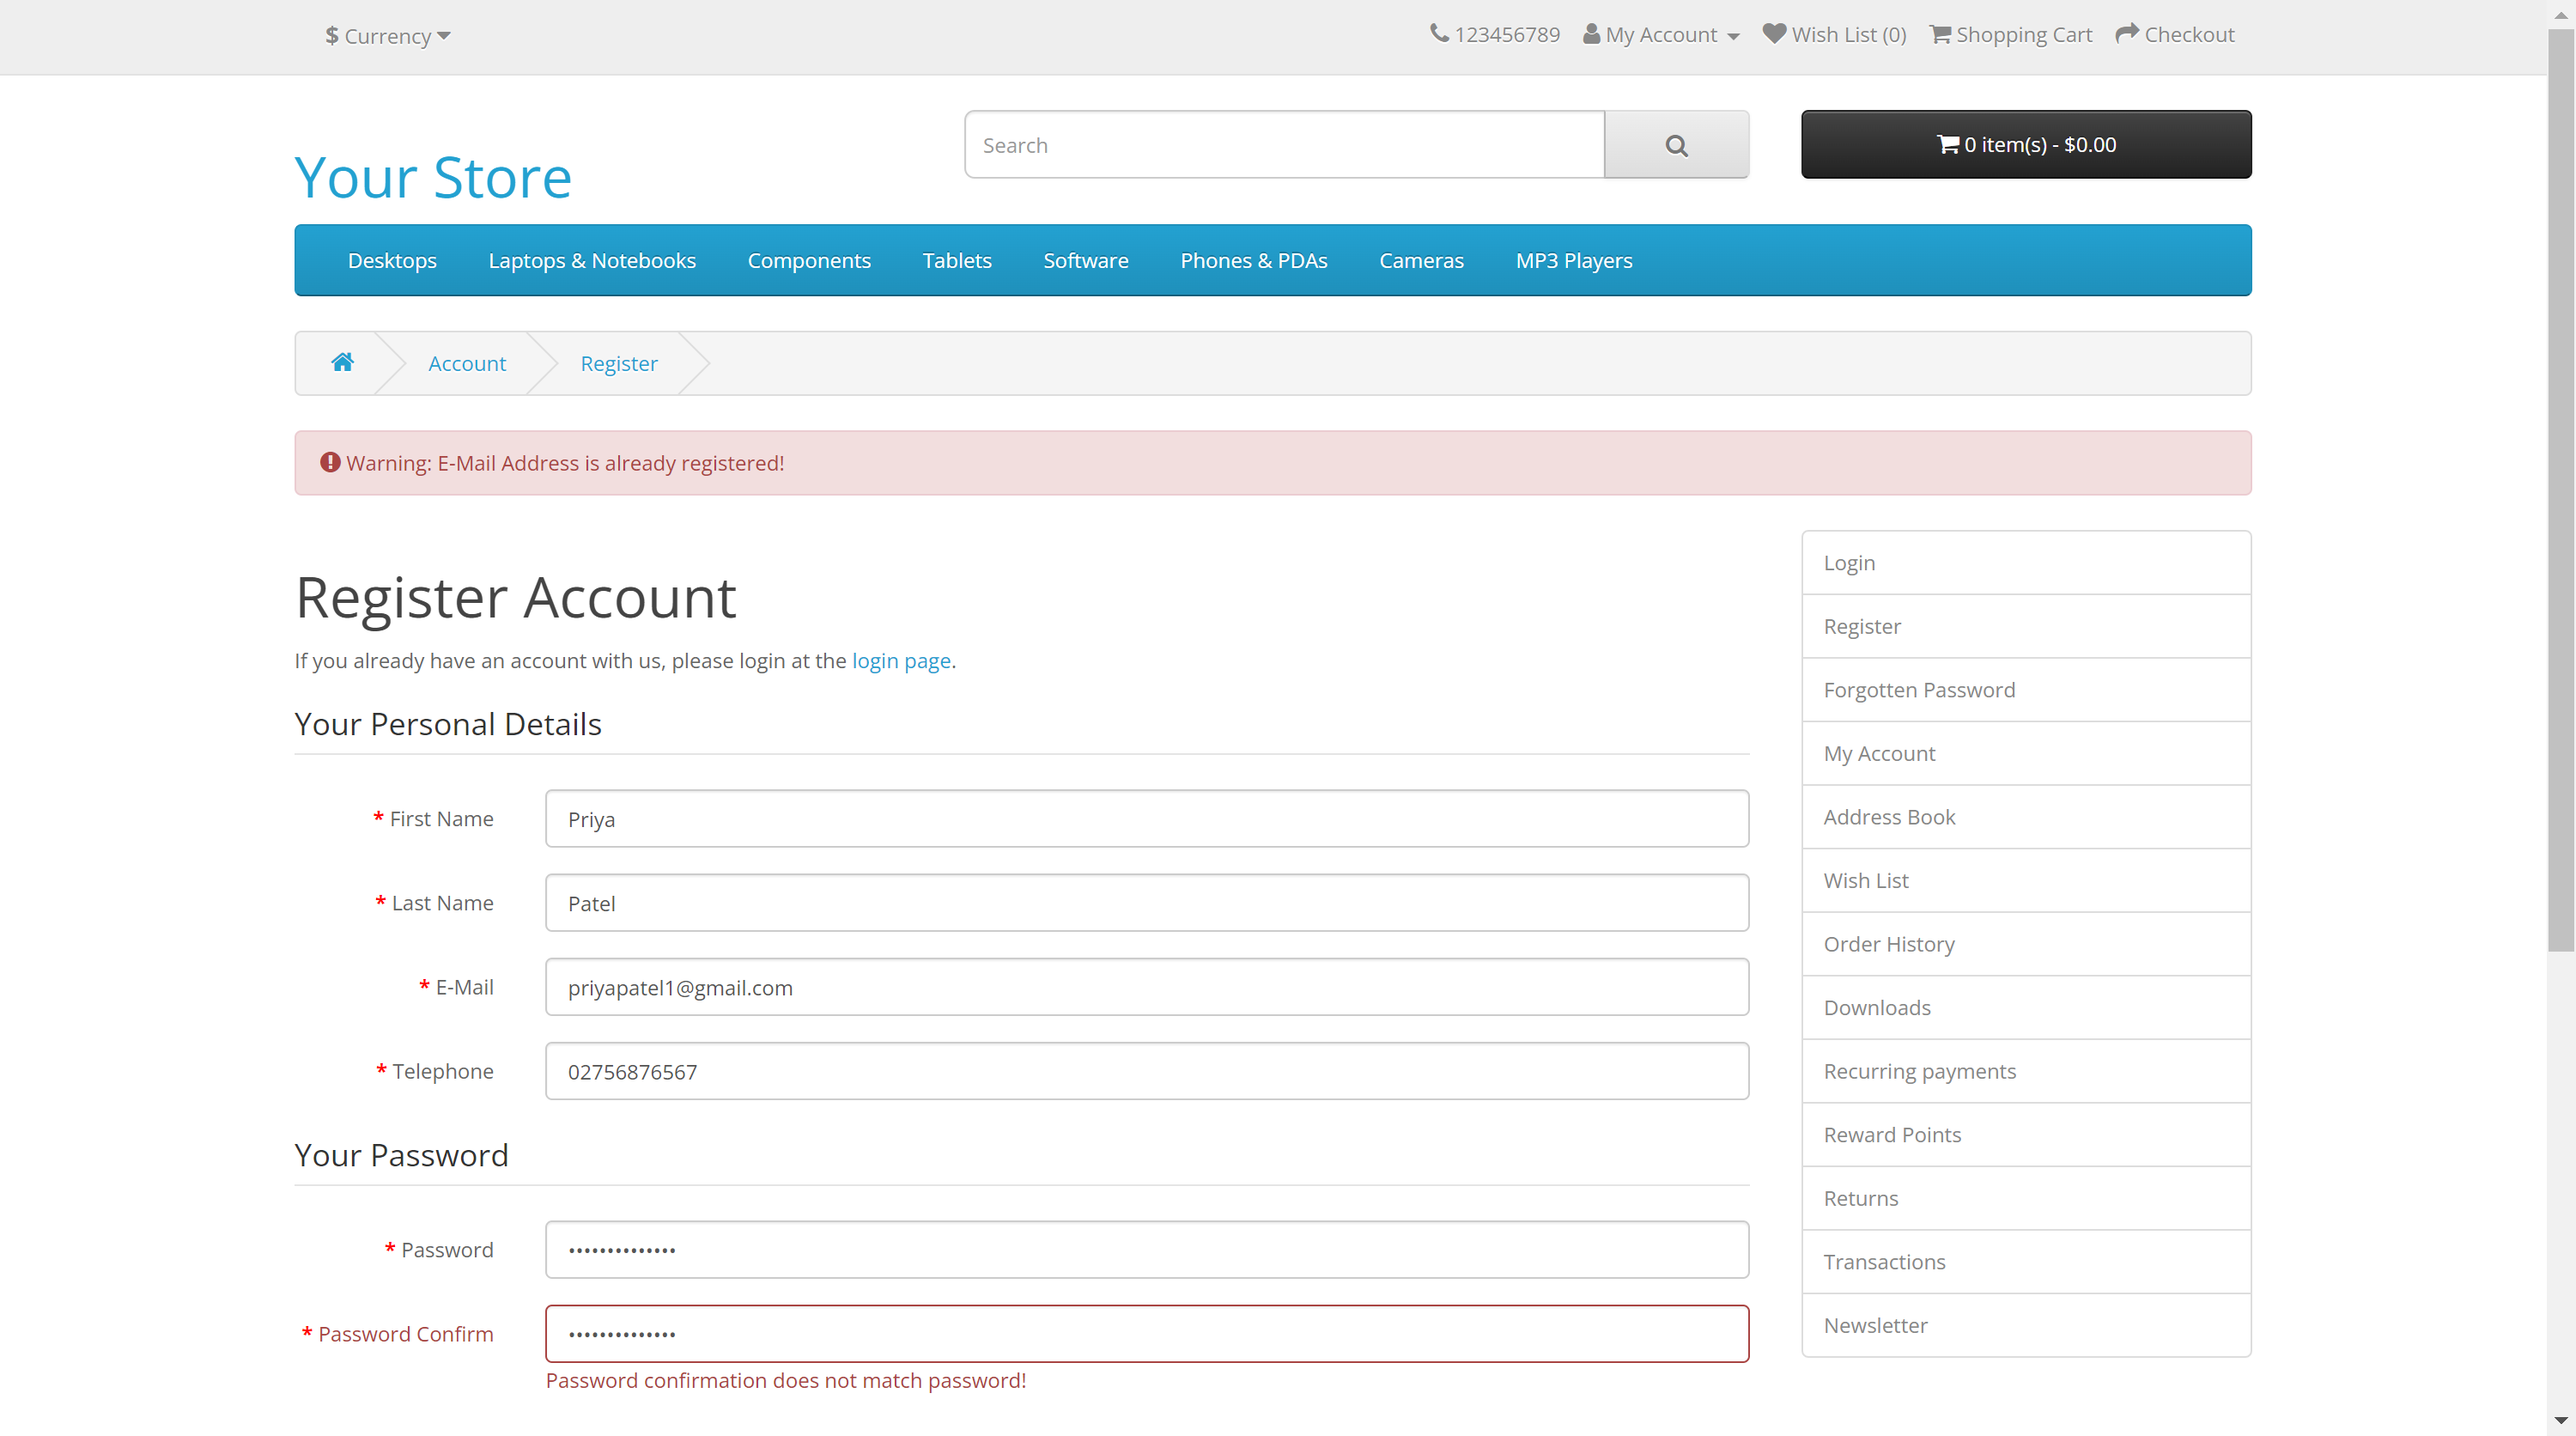 $ Currency
123456789 My Account Wish List (0) Shopping Cart Checkout
Your Store
Search
0 item(s) - $0.00
Desktops Laptops & Notebooks Components Tablets Software Phones & PDAs Cameras MP3 Players
Account Register
Warning: E-Mail Address is already registered!
Register Account
If you already have an account with us, please login at the login page.
Your Personal Details
* First Name Priya
* Last Name Patel
* E-Mail priyapatel1@gmail.com
* Telephone 02756876567
Your Password
* Password ••••••••••••••
* Password Confirm ••••••••••••••
Password confirmation does not match password!
Login
Register
Forgotten Password
My Account
Address Book
Wish List
Order History
Downloads
Recurring payments
Reward Points
Returns
Transactions
Newsletter